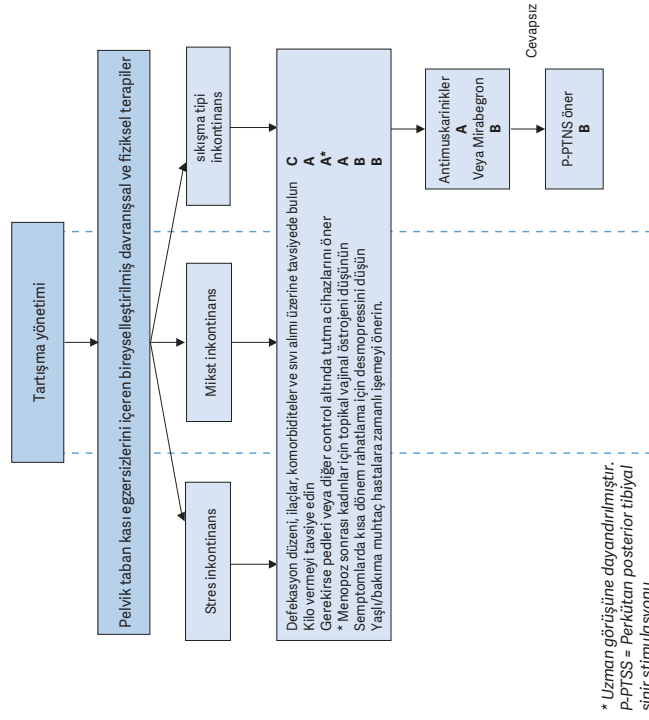 Tartışma yönetimi
Pelvik taban kası egzersizlerini içeren bireyselleştirilmiş davranışsal ve fiziksel terapiler
Stres inkontinans
Mikst inkontinans
sıkışma tipi
inkontinans
Defekasyon düzeni, ilaçlar, komorbiditeler ve sıvı alımı üzerine tavsiyede bulun C
Kilo vermeyi tavsiye edin A
Gerekirse pedleri veya diğer control altında tutma cihazlarını öner A*
* Menopoz sonrası kadınlar için topikal vajinal östrojeni düşünün A
Semptomlarda kısa dönem rahatlama için desmopressini düşün B
Yaşlı/bakıma muhtaç hastalara zamanlı işemeyi önerin. B
Antimuskarinikler
A
Veya Mirabegron
B
Cevapsız
P-PTNS öner
B
* Uzman görüşüne dayandırılmıştır.
P-PTSS = Perkütan posterior tibiyal
sinir stimulasyonu